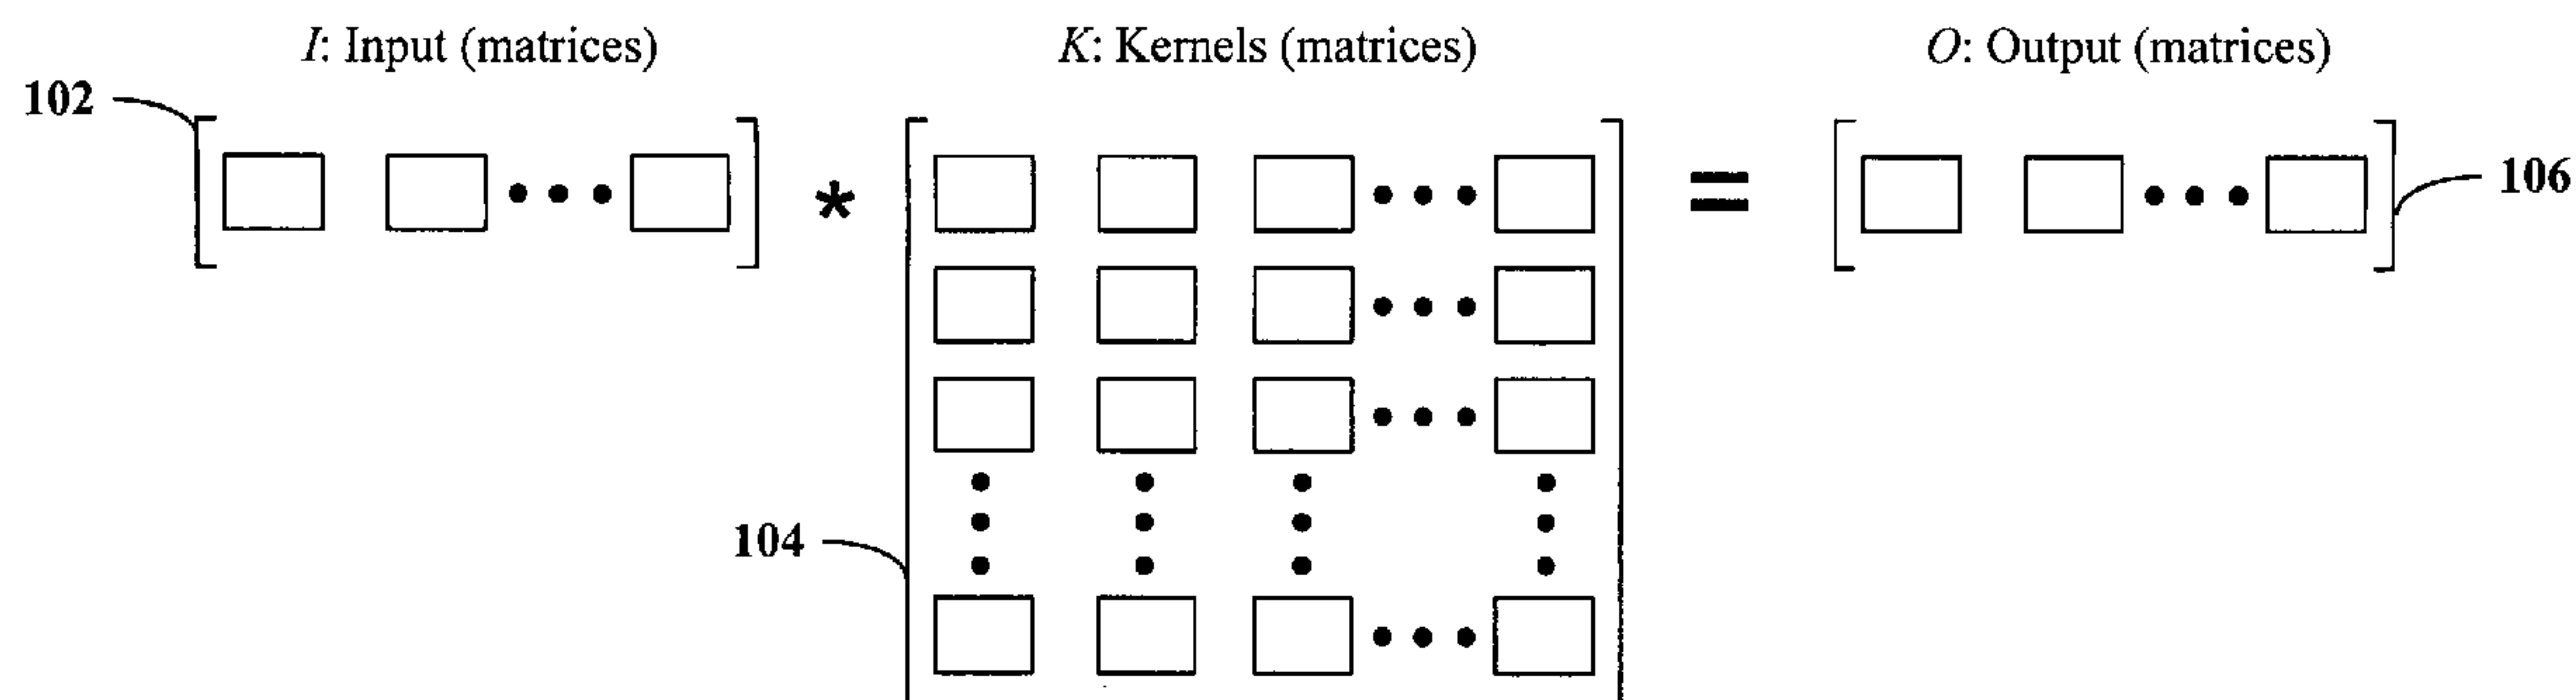 I: Input (matrices)
K: Kernels (matrices)
O: Output (matrices)
102
*
=
106
104